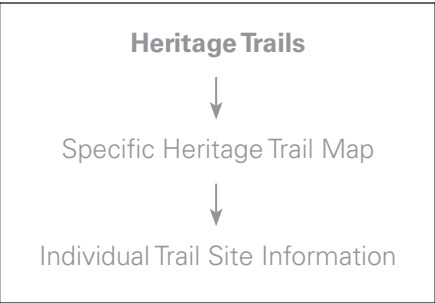 Heritage Trails
Specific Heritage Trail Map
Individual Trail Site Information